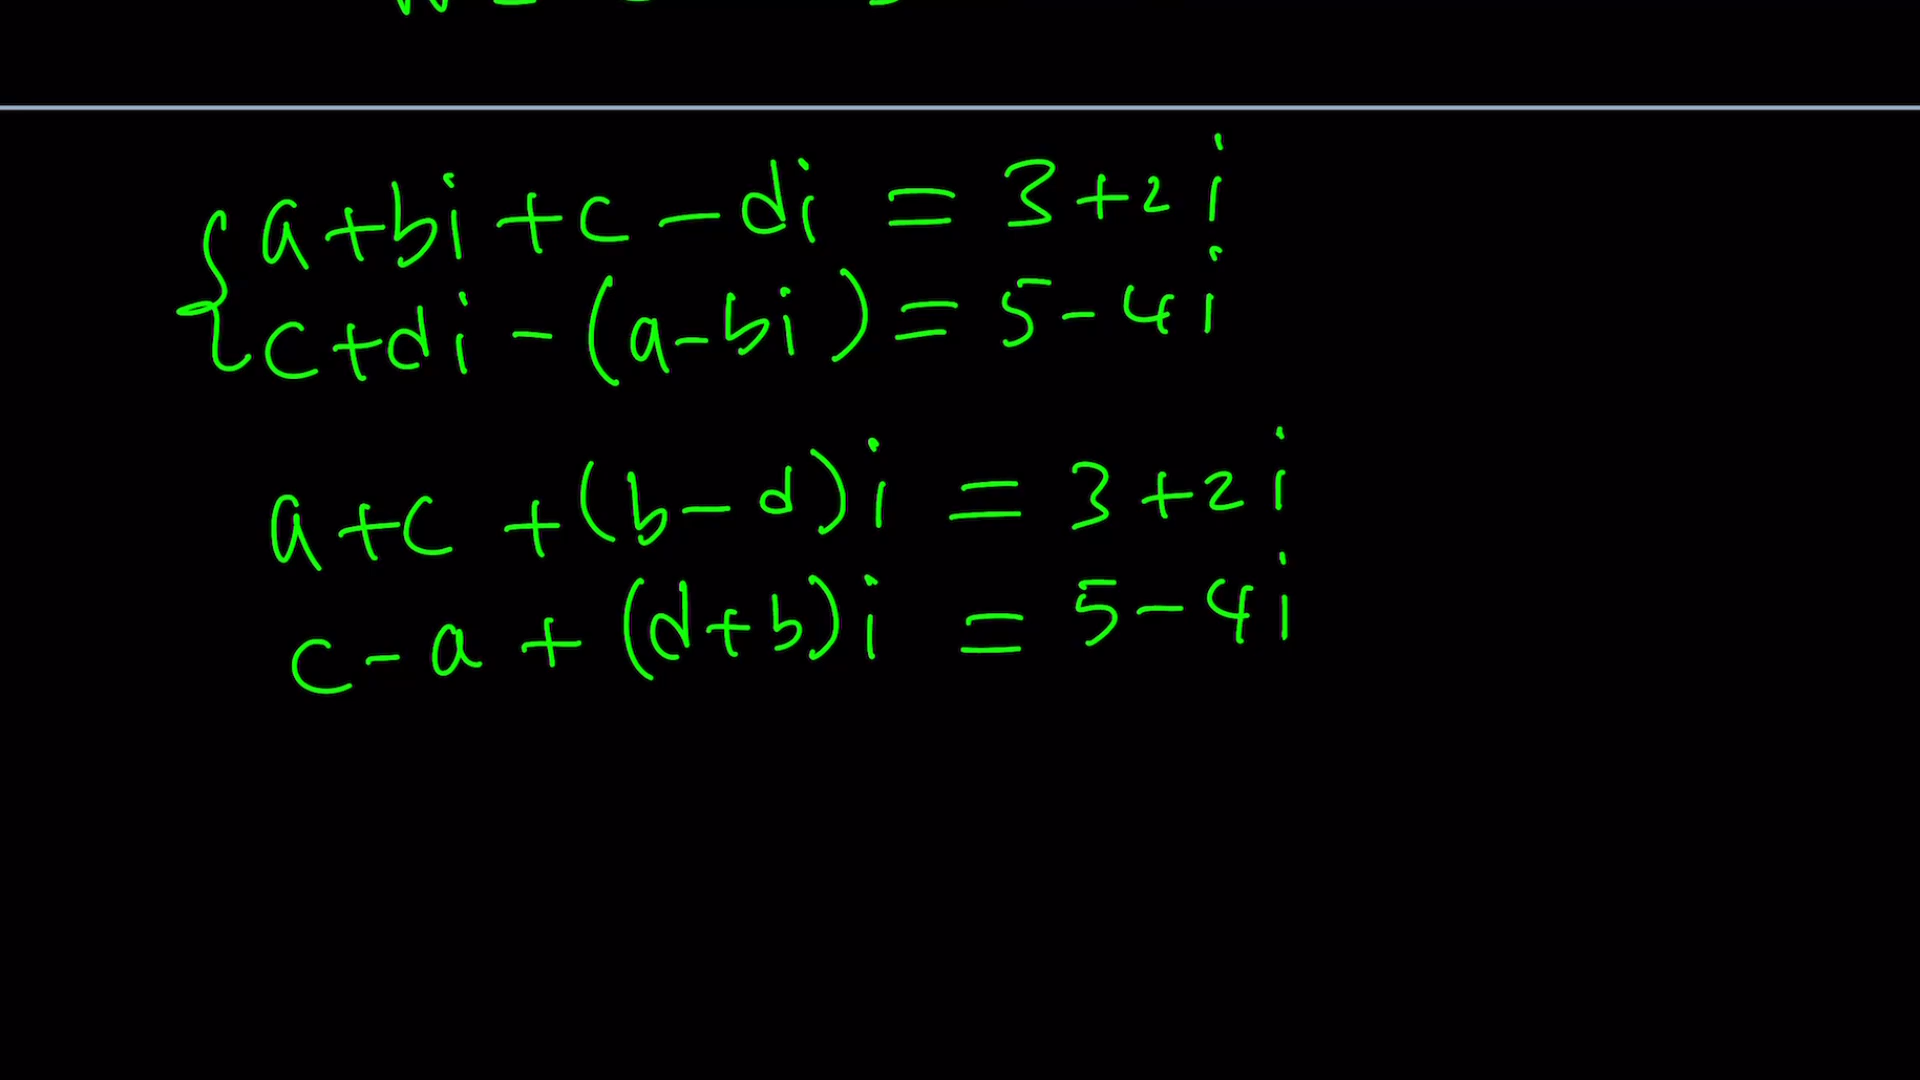 a+bi+c-di = 3+2i
c+di-(a-bi)=5-4i
a+c+(b-d)i = 3+2i
c-a+(d+b)i = 5-4i